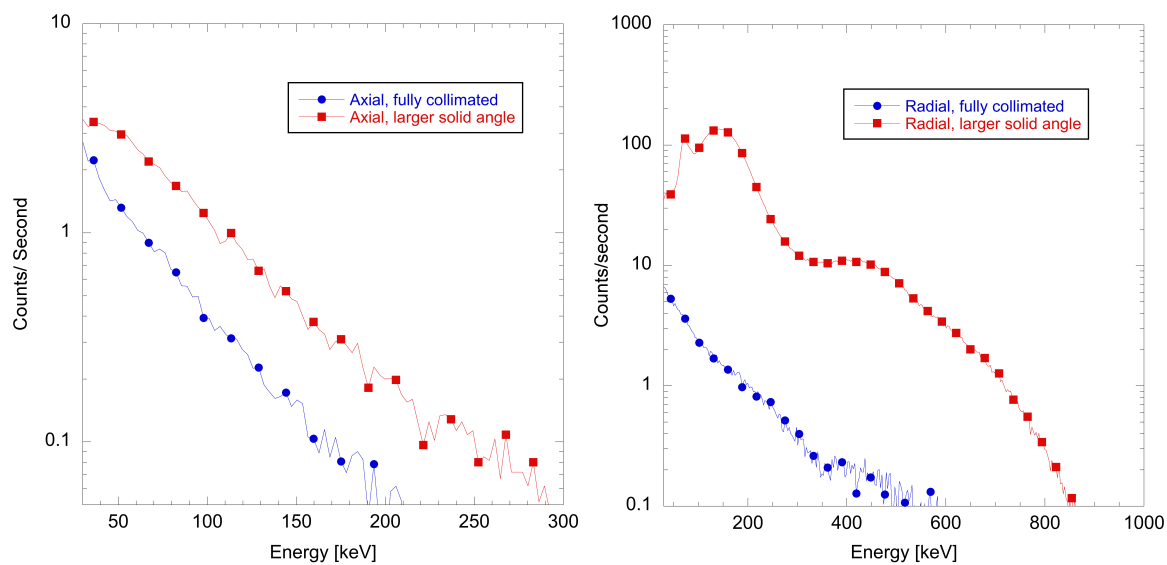 10
1
0.1
Counts/ Second
50
100
150
200
250
300
Energy [keV]
Axial, fully collimated
Axial, larger solid angle
1000
100
10
1
0.1
Counts/second
200
400
600
800
1000
Energy [keV]
Radial, fully collimated
Radial, larger solid angle